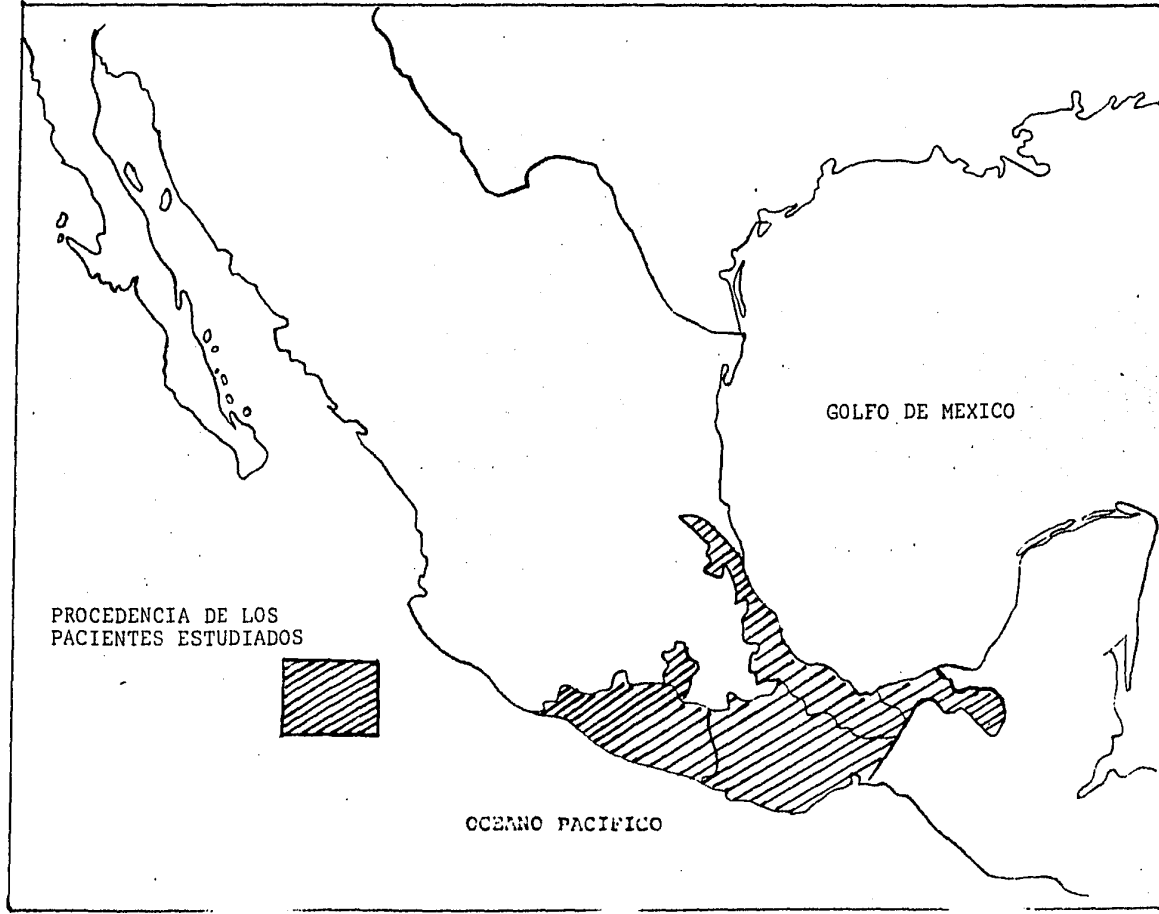 GOLFO DE MEXICO
PROCEDENCIA DE LOS
PACIENTES ESTUDIADOS
OCEANO PACIFICO